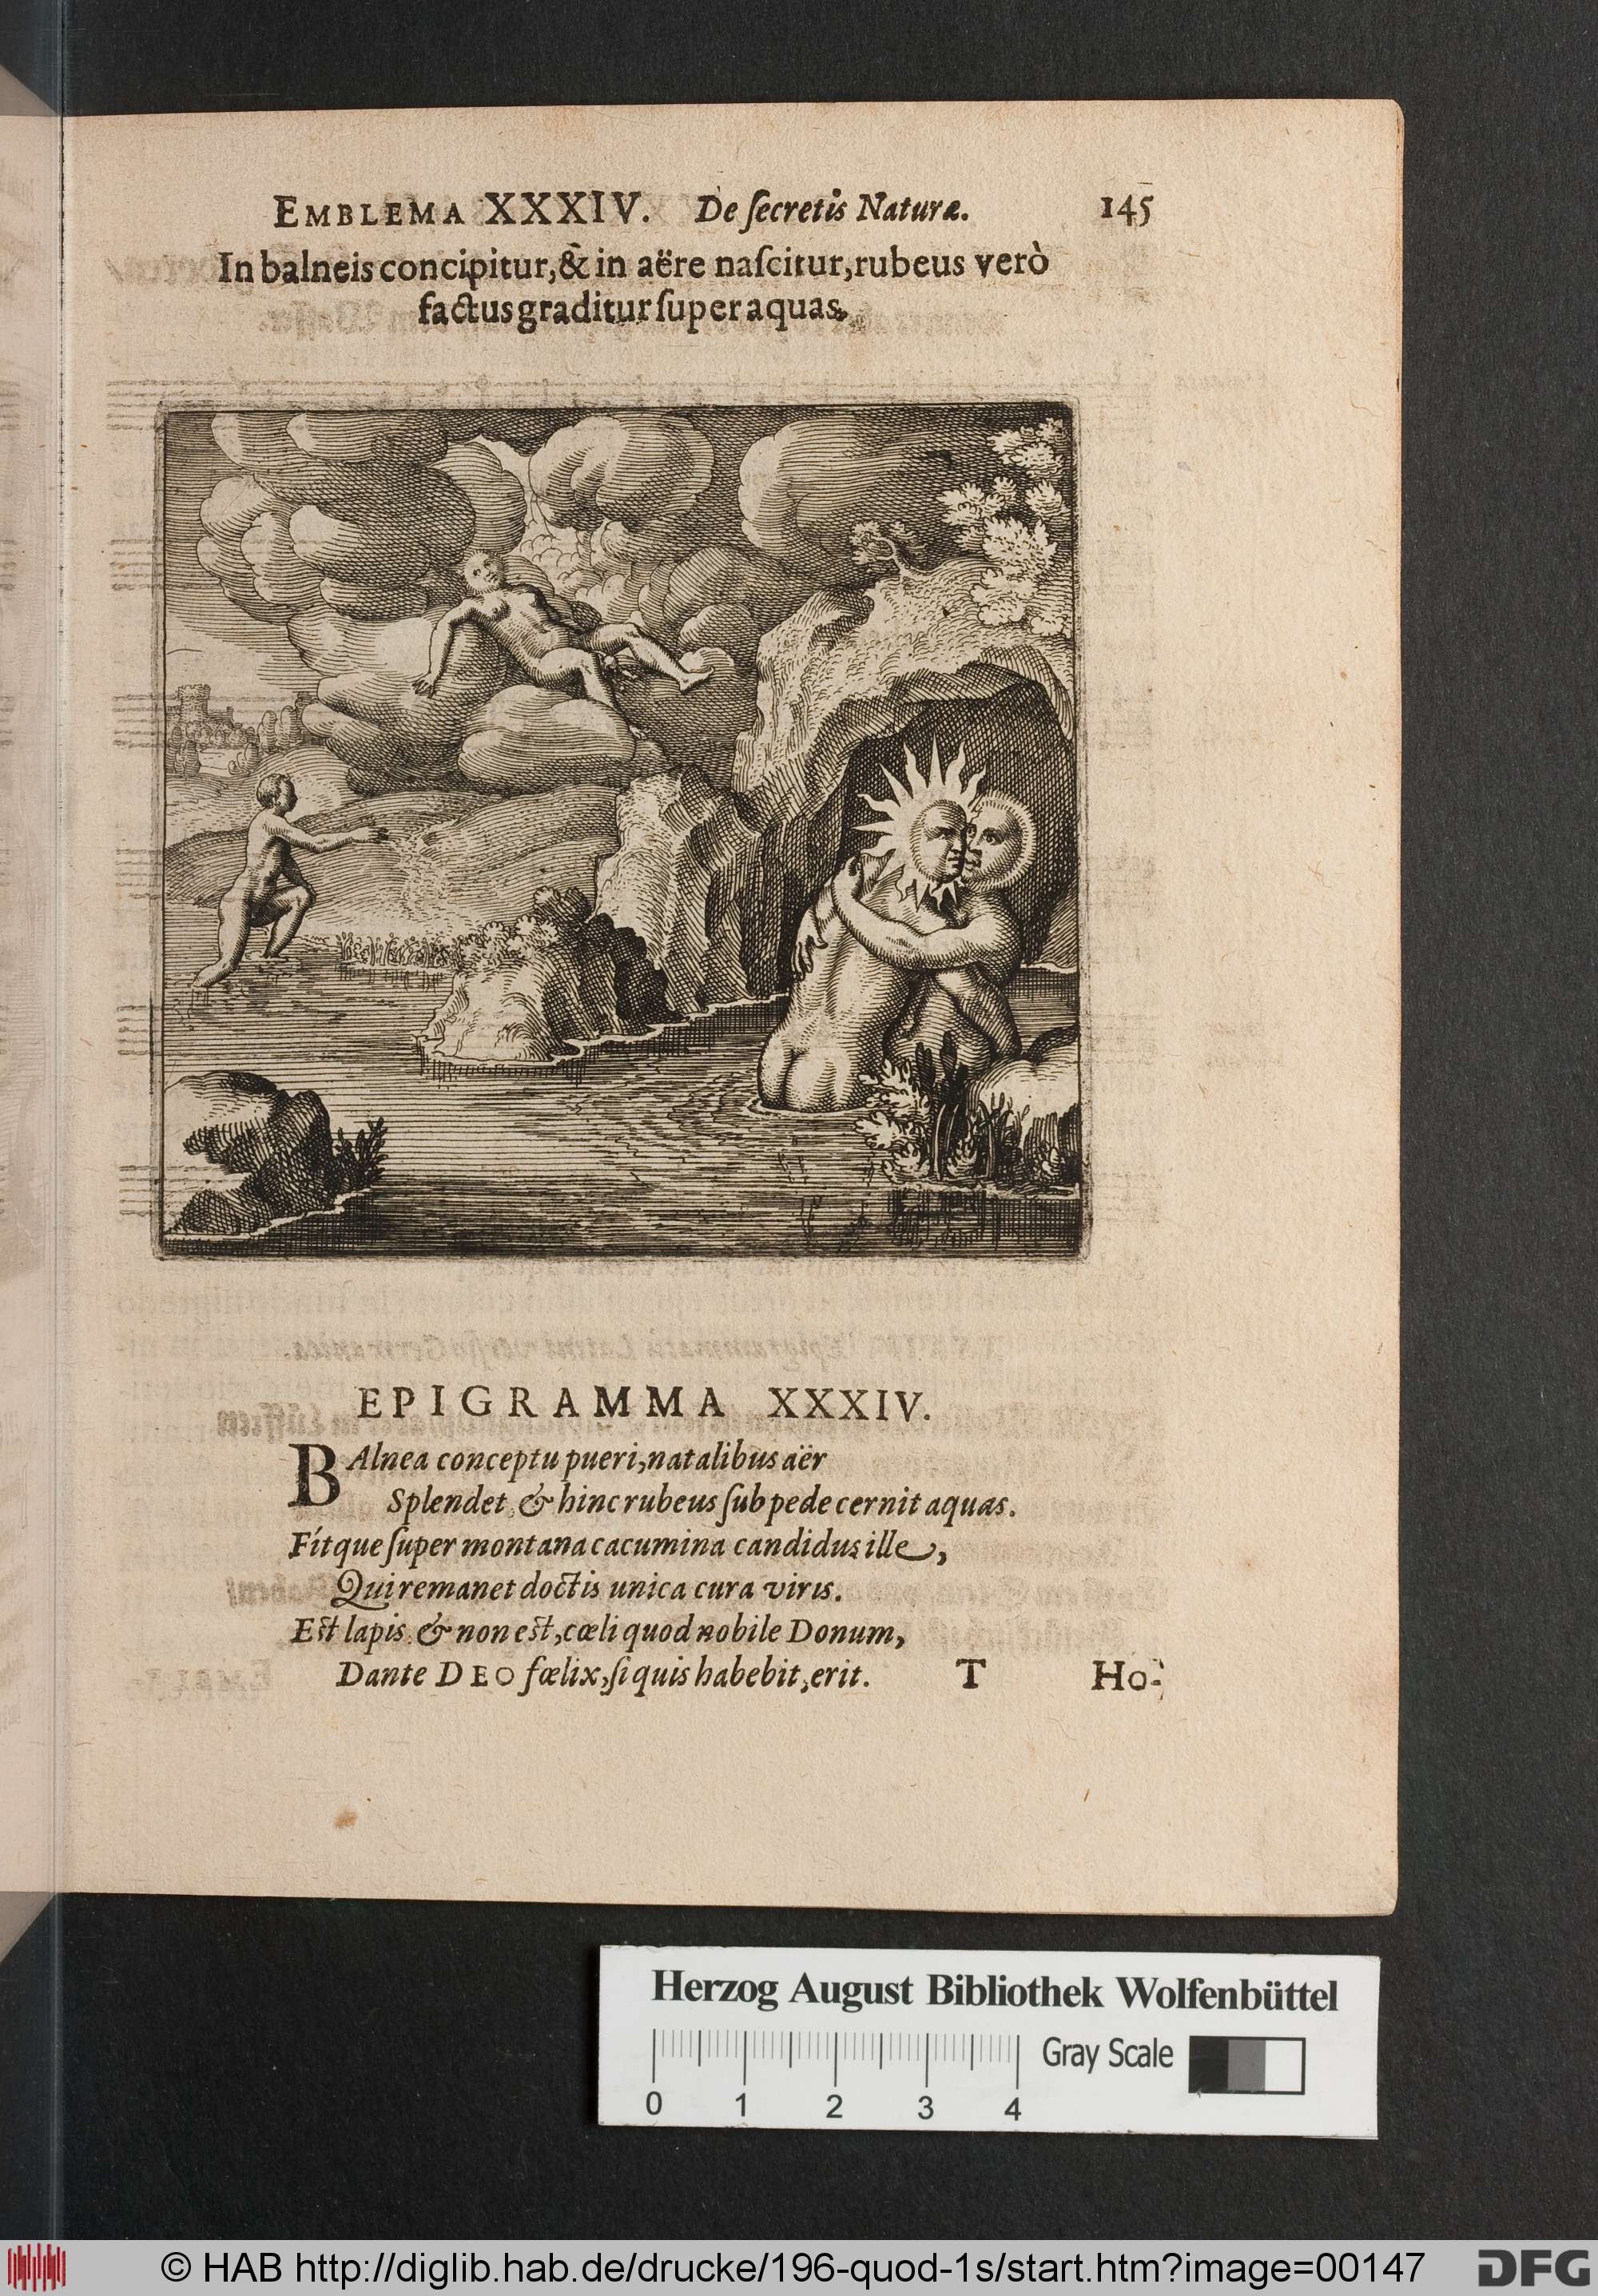 EMBLEMA XXXIV. De ſecretis Naturæ. 145
In balneis concipitur, & in aëre naſcitur, rubeus verò
factus graditur ſuper aquas.
EPIGRAMMA XXXIV.
BAlnea conceptu pueri, natalibus aër
Splendet, & hinc rubeus ſub pede cernit aquas.
Fítque ſuper montana cacumina candidus ille,
Qui remanet doctis unica cura viris.
Est lapis, & non est, cœli quod nobile Donum,
Dante DEO fœlix, ſi quis habebit, erit. T Ho-
Herzog August Bibliothek Wolfenbüttel
Gray Scale
0 1 2 3 4
© HAB http://diglib.hab.de/drucke/196-quod-1s/start.htm?image=00147 DFG